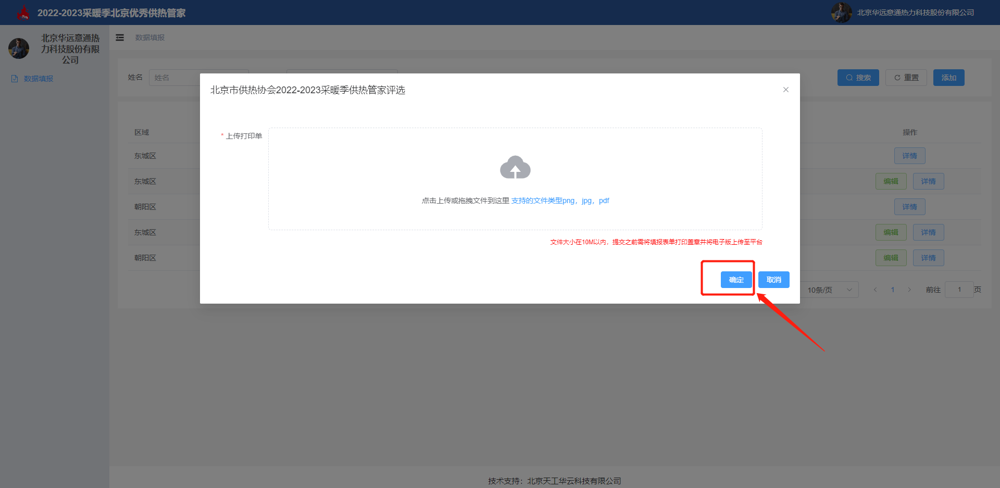 2022-2023采暖季北京优秀供热管家
北京华远意通热力科技股份有限公司
北京华远意通热
力科技股份有限
公司
数据填报
数据填报
姓名
姓名
搜索
重置
添加
北京市供热协会2022-2023采暖季供热管家评选
* 上传打印单
点击上传或拖拽文件到这里 支持的文件类型png，jpg，pdf
文件大小在10M以内，提交之前需将填报表单打印盖章并将电子版上传至平台
确定
取消
区域
操作
东城区
详情
东城区
编辑
详情
朝阳区
详情
东城区
编辑
详情
朝阳区
编辑
详情
10条/页
1
前往
1
页
技术支持：北京天工华云科技有限公司